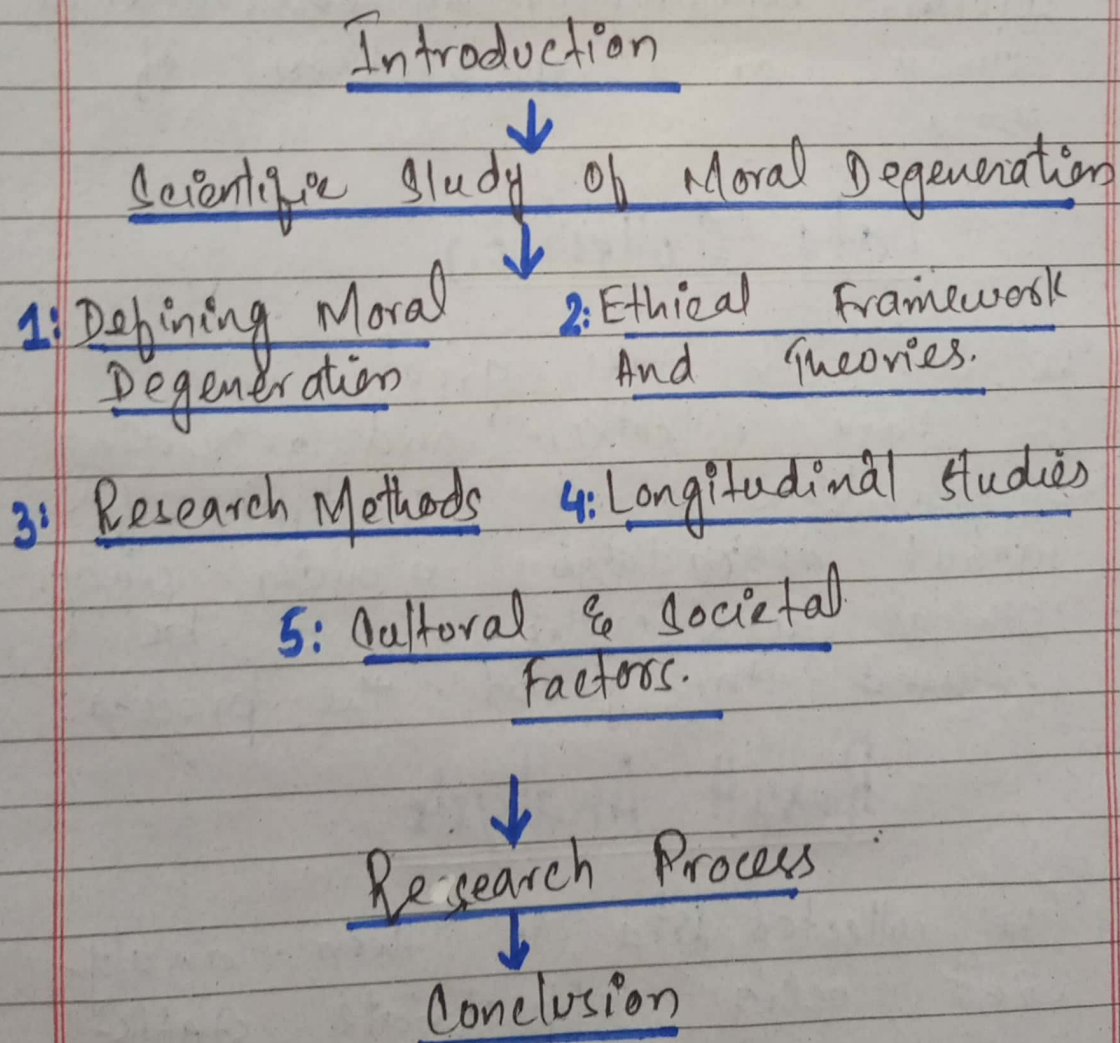 Introduction
Scientific Study Of Moral Degeneration
1: Defining Moral
Degeneration
2: Ethical Framework
And Theories.
3: Research Methods
4: Longitudinal Studies
5: Cultoral & Societal
Factors.
Research Process
Conclusion